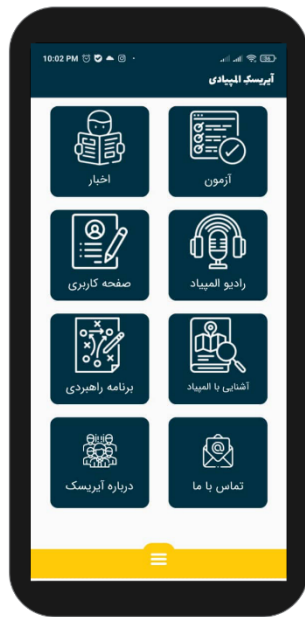 10:02 PM
آیریسک المپیادی
آزمون
اخبار
رادیو المپیاد
صفحه کاربری
آشنایی با المپیاد
برنامه راهبردی
تماس با ما
درباره آیریسک